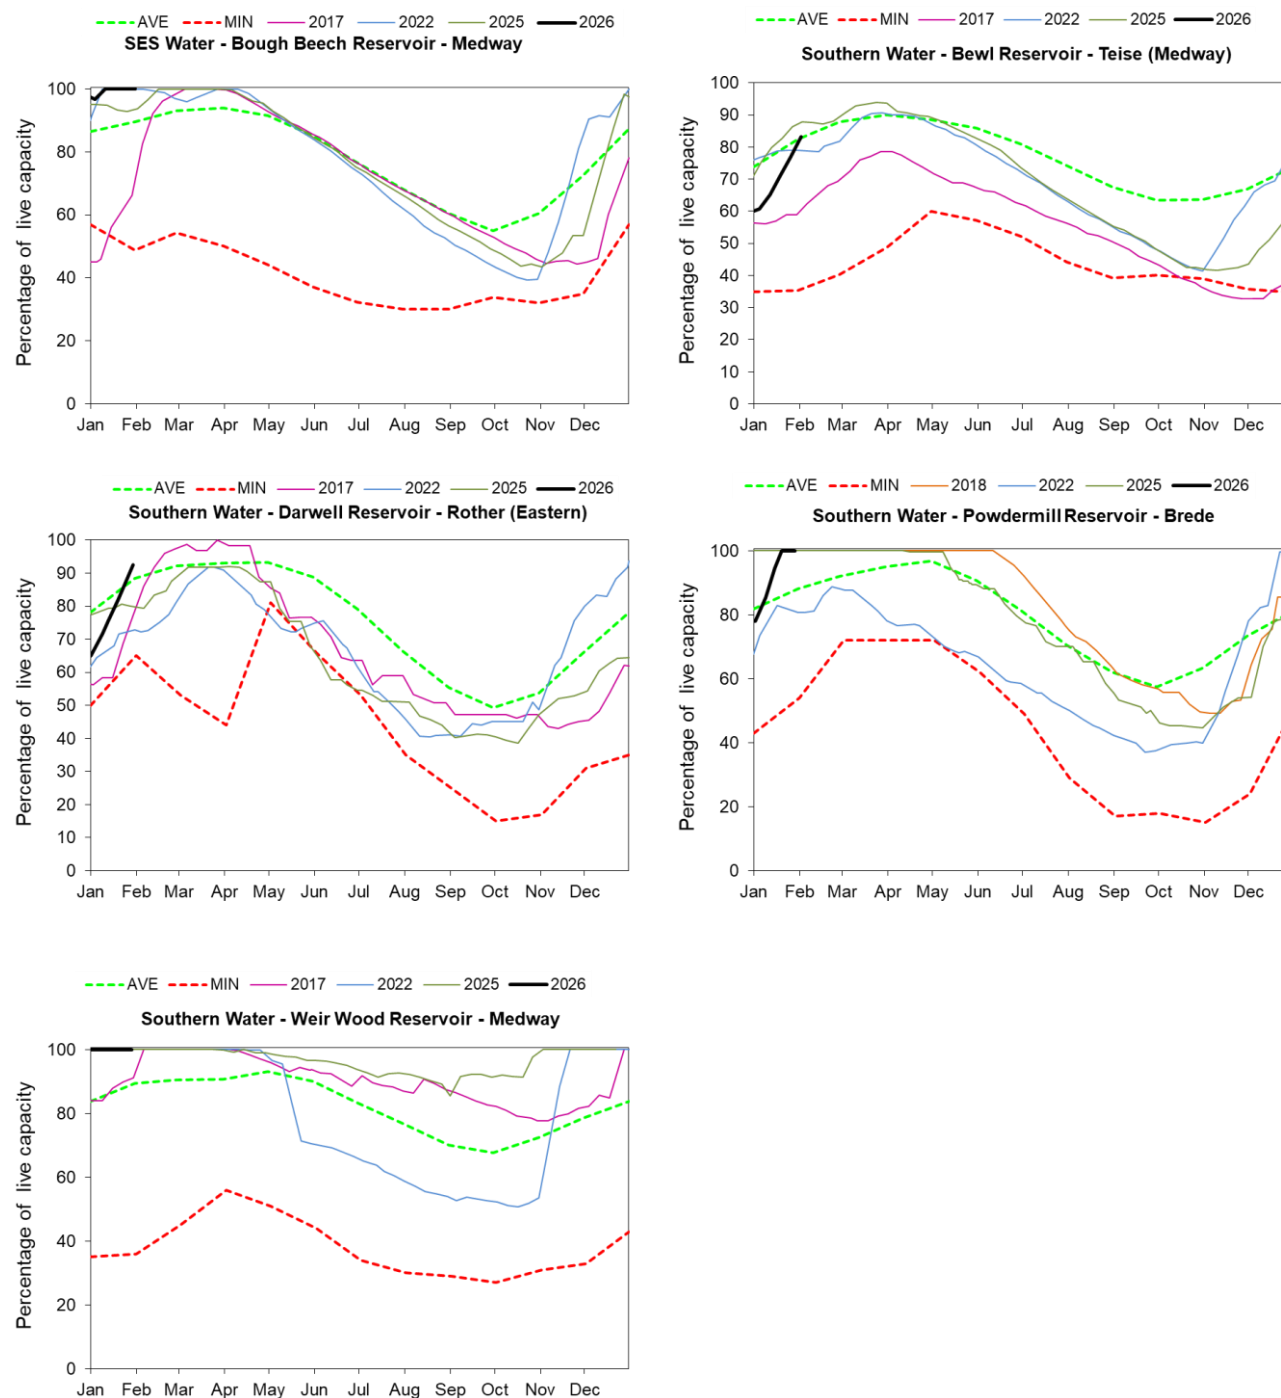 AVE MIN 2017 2022 2025 2026
SES Water - Bough Beech Reservoir - Medway
Percentage of live capacity
100
80
60
40
20
0
Jan Feb Mar Apr May Jun Jul Aug Sep Oct Nov Dec
AVE MIN 2017 2022 2025 2026
Southern Water - Bewl Reservoir - Teise (Medway)
Percentage of live capacity
100
90
80
70
60
50
40
30
20
10
0
Jan Feb Mar Apr May Jun Jul Aug Sep Oct Nov Dec
AVE MIN 2017 2022 2025 2026
Southern Water - Darwell Reservoir - Rother (Eastern)
Percentage of live capacity
100
90
80
70
60
50
40
30
20
10
0
Jan Feb Mar Apr May Jun Jul Aug Sep Oct Nov Dec
AVE MIN 2018 2022 2025 2026
Southern Water - Powdermill Reservoir - Brede
Percentage of live capacity
100
80
60
40
20
0
Jan Feb Mar Apr May Jun Jul Aug Sep Oct Nov Dec
AVE MIN 2017 2022 2025 2026
Southern Water - Weir Wood Reservoir - Medway
Percentage of live capacity
100
80
60
40
20
0
Jan Feb Mar Apr May Jun Jul Aug Sep Oct Nov Dec